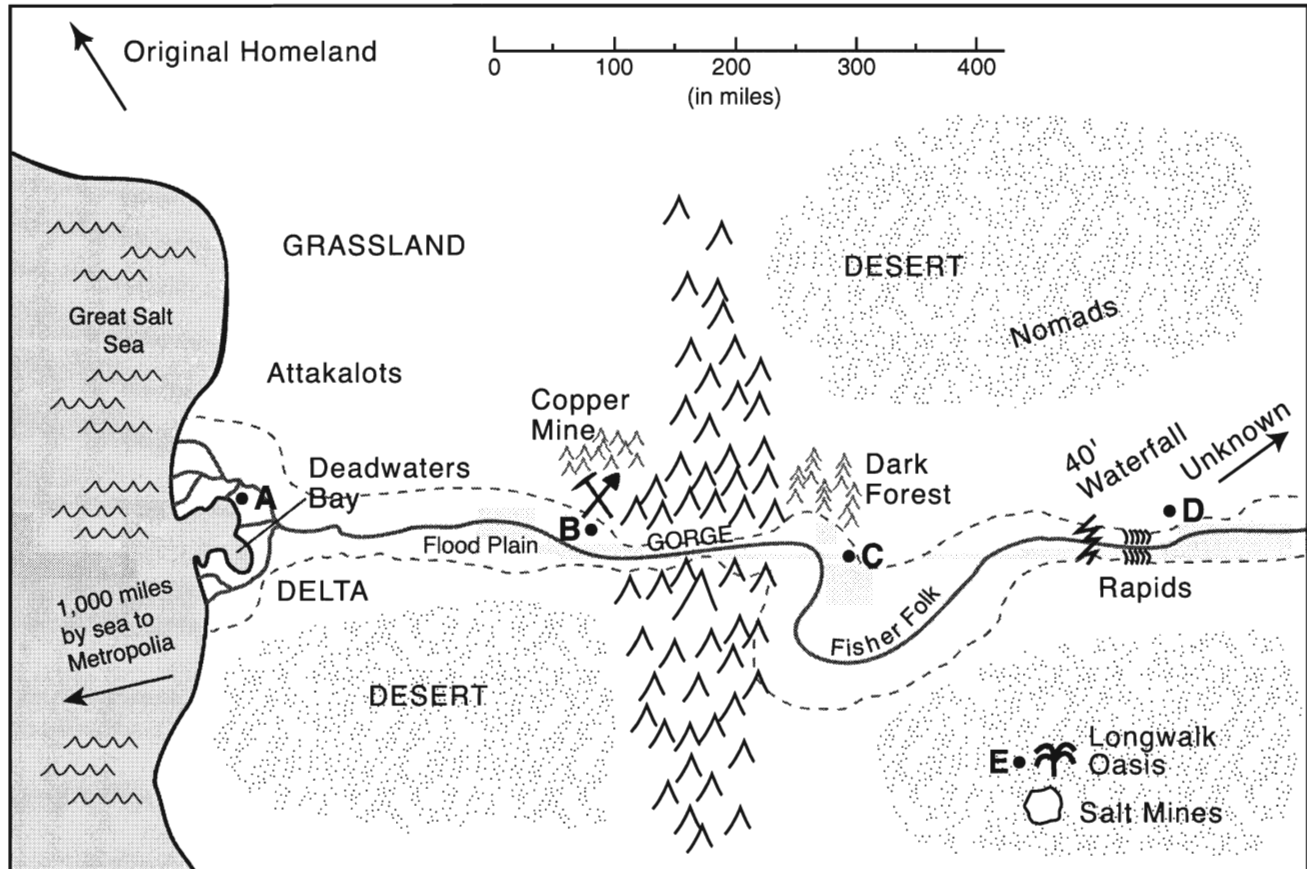 Original Homeland
0 100 200 300 400
(in miles)
GRASSLAND
DESERT
Great Salt
Sea
Nomads
Attakalots
Copper
Mine
40'
Waterfall
Unknown
Dark
Forest
Deadwaters
Bay
A
B
GORGE
C
D
Flood Plain
DELTA
Rapids
1,000 miles
by sea to
Metropolia
Fisher Folk
DESERT
E
Longwalk
Oasis
Salt Mines